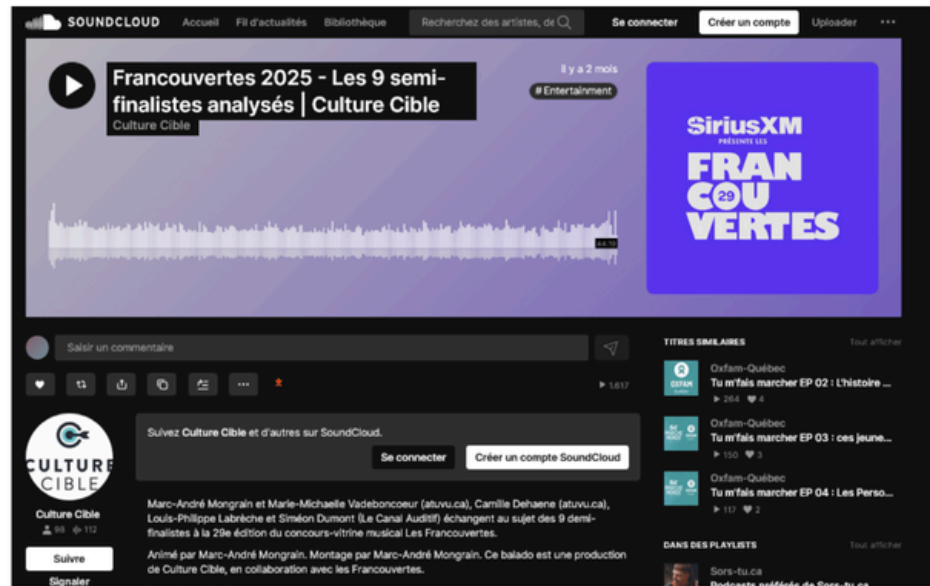 SOUNDCLOUD Accueil Fil d'actualités Bibliothèque Recherchez des artistes, de Se connecter Créer un compte Uploader
Francouvertes 2025 - Les 9 semi-
finalistes analysés | Culture Cible
Culture Cible
Il y a 2 mois
# Entertainment
44:10
SiriusXM
PRÉSENTE LES
FRAN
COU
29
VERTES
Saisir un commentaire
1,617
CULTURE
CIBLE
Culture Cible
98 112
Suivre
Signaler
Suivez Culture Cible et d'autres sur SoundCloud.
Se connecter Créer un compte SoundCloud
Marc-André Mongrain et Marie-Michaelle Vadeboncoeur (atuvu.ca), Camille Dehaene (atuvu.ca),
Louis-Philippe Labrèche et Siméon Dumont (Le Canal Auditif) échangent au sujet des 9 demi-
finalistes à la 29e édition du concours-vitrine musical Les Francouvertes.
Animé par Marc-André Mongrain. Montage par Marc-André Mongrain. Ce balado est une production
de Culture Cible, en collaboration avec les Francouvertes.
TITRES SIMILAIRES Tout afficher
OXFAM
Oxfam-Québec
Tu m'fais marcher EP 02 : L'histoire ...
264 4
Oxfam-Québec
Tu m'fais marcher EP 03 : ces jeune...
150 3
Oxfam-Québec
Tu m'fais marcher EP 04 : Les Perso...
117 2
DANS DES PLAYLISTS Tout afficher
Sors-tu.ca
Podcasts préférés de Sors-tu.ca